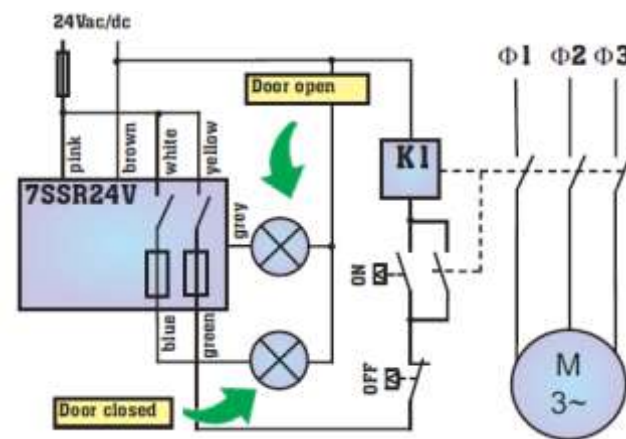 24Vac/dc
Φ1 Φ2 Φ3
Door open
pink
brown
white
yellow
K1
7SSR24V
grey
ON
blue
green
OFF
Door closed
M
3~